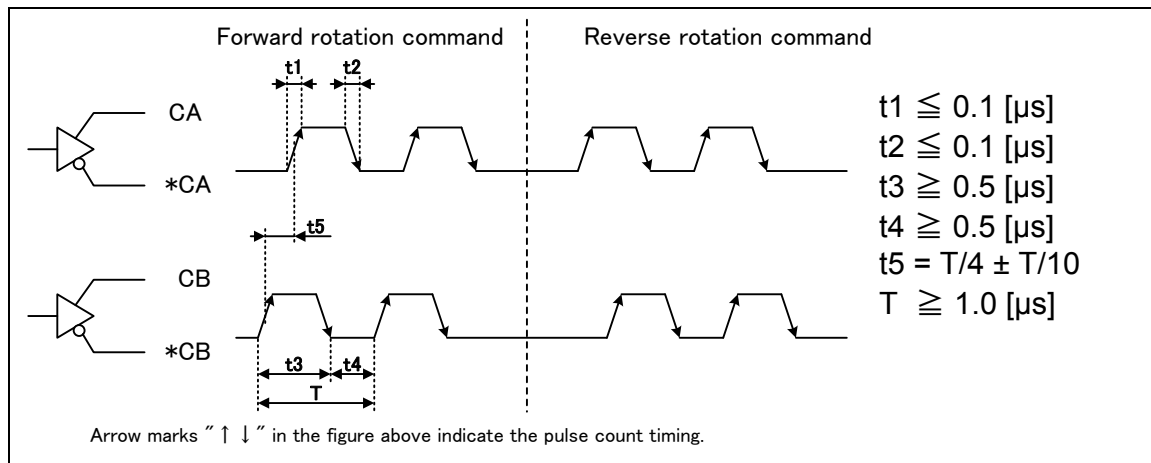 Forward rotation command
Reverse rotation command
t1
t2
CA
*CA
t5
CB
*CB
t3
t4
T
t1 ≦ 0.1 [µs]
t2 ≦ 0.1 [µs]
t3 ≧ 0.5 [µs]
t4 ≧ 0.5 [µs]
t5 = T/4 ± T/10
T ≧ 1.0 [µs]
Arrow marks ″↑ ↓″ in the figure above indicate the pulse count timing.